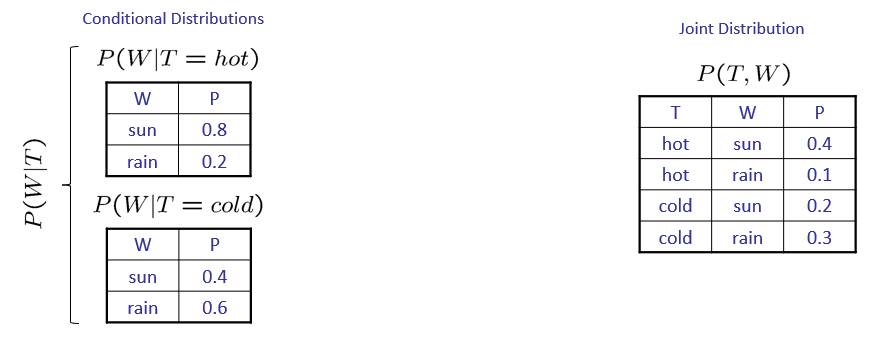 Conditional Distributions
P(W|T)
P(W|T = hot)
W P
sun 0.8
rain 0.2
P(W|T = cold)
W P
sun 0.4
rain 0.6
Joint Distribution
P(T, W)
T W P
hot sun 0.4
hot rain 0.1
cold sun 0.2
cold rain 0.3